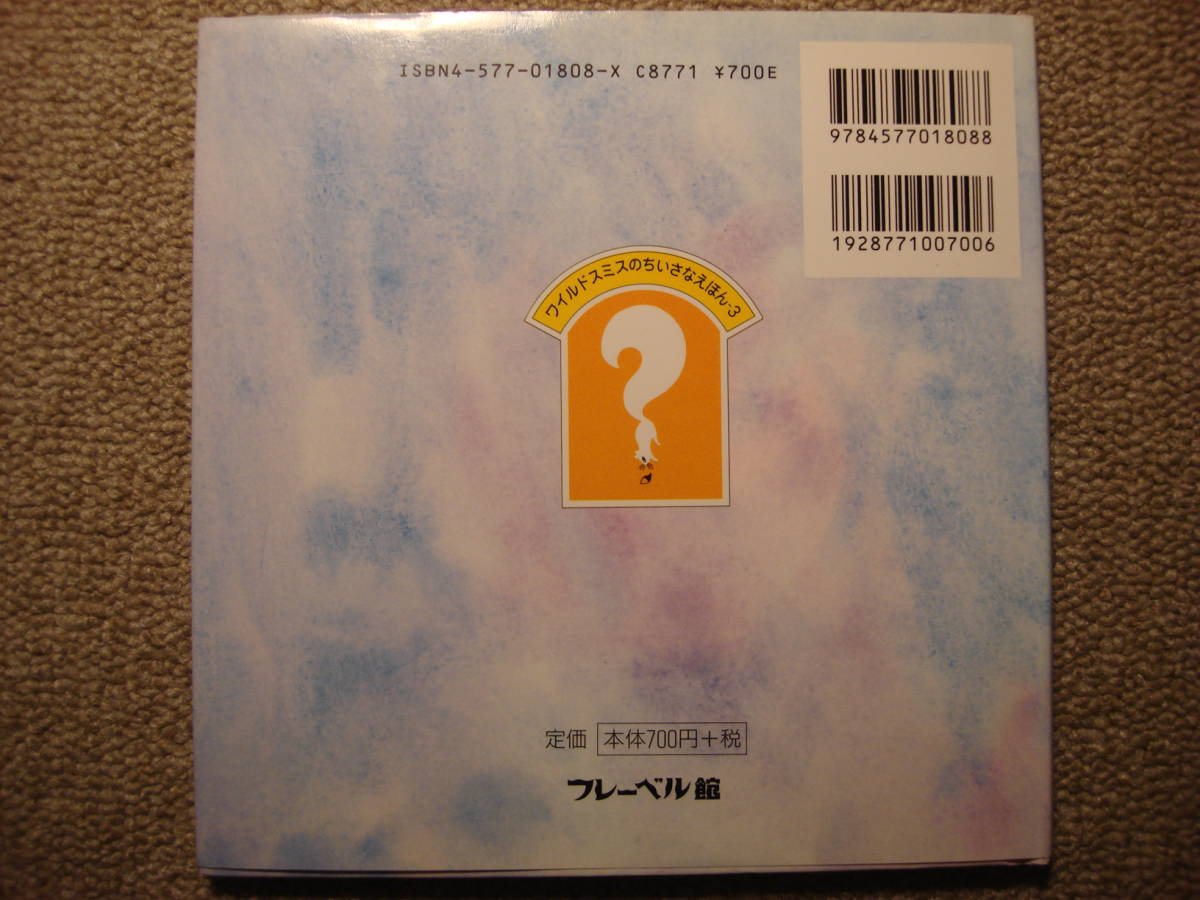 ISBN4-577-01808-X C8771 ¥700E
9784577018088
1928771007006
ワイルドスミスのちいさなえほん-3
定価 本体700円+税
フレーベル館